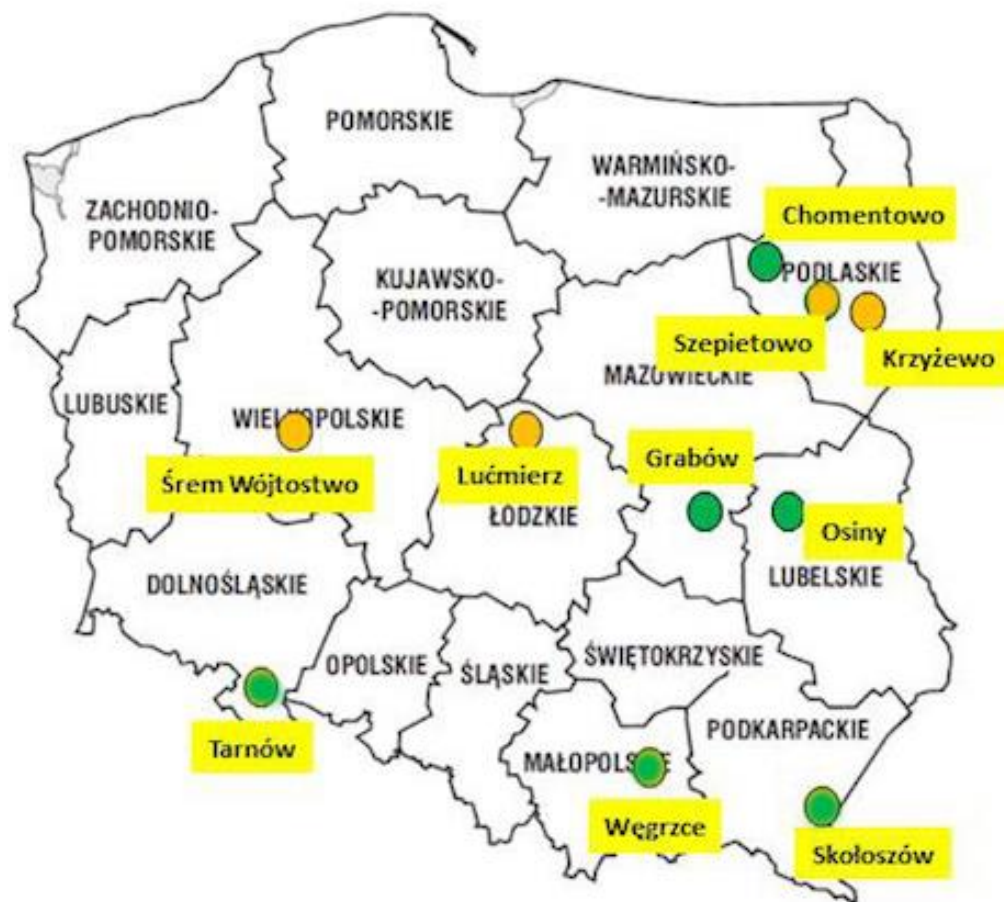 POMORSKIE
WARMIŃSKO-
-MAZURSKIE
ZACHODNIO-
POMORSKIE
Chomentowo
KUJAWSKO-
-POMORSKIE
PODLASKIE
Szepietowo
Krzyżewo
MAZOWIECKIE
LUBUSKIE
WIELKOPOLSKIE
Śrem Wójtostwo
Lućmierz
Grabów
ŁÓDZKIE
Osiny
DOLNOŚLĄSKIE
LUBELSKIE
OPOLSKIE
ŚLĄSKIE
ŚWIĘTOKRZYSKIE
Tarnów
PODKARPACKIE
MAŁOPOLSKIE
Węgrzce
Skołoszów